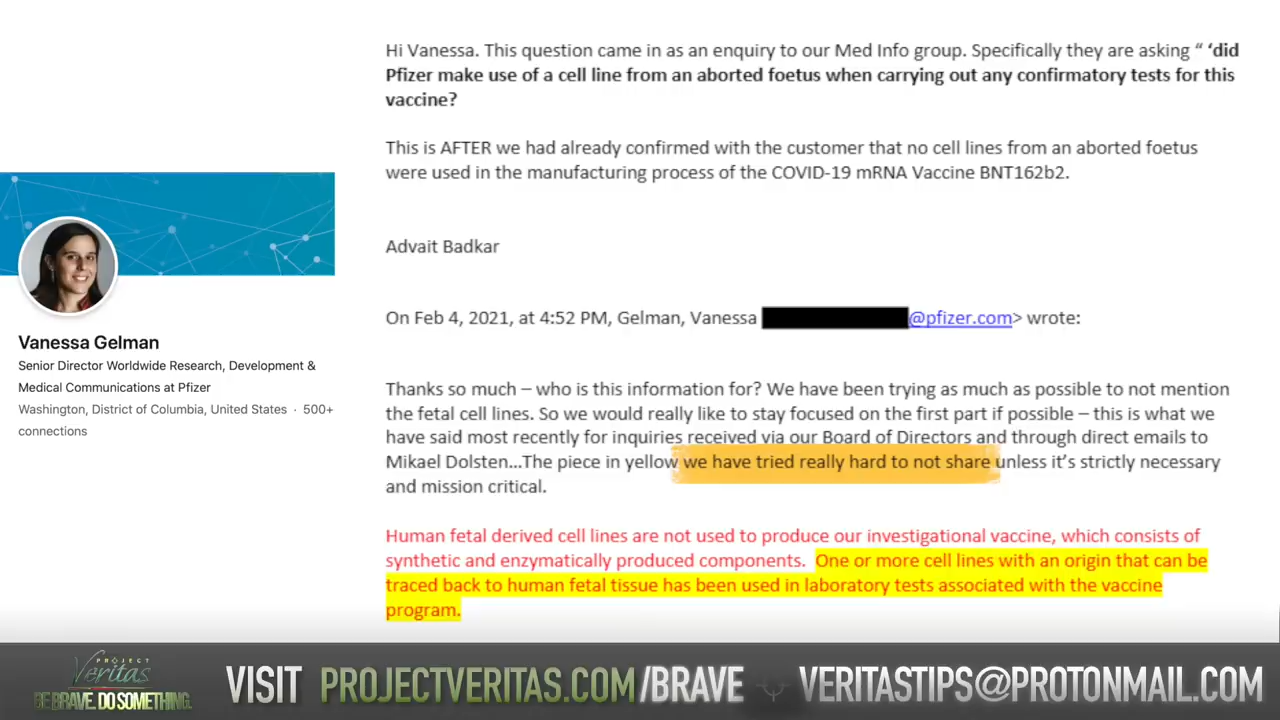 Hi Vanessa. This question came in as an enquiry to our Med Info group. Specifically they are asking “ ‘did
Pfizer make use of a cell line from an aborted foetus when carrying out any confirmatory tests for this
vaccine?
This is AFTER we had already confirmed with the customer that no cell lines from an aborted foetus
were used in the manufacturing process of the COVID-19 mRNA Vaccine BNT162b2.
Advait Badkar
On Feb 4, 2021, at 4:52 PM, Gelman, Vanessa @pfizer.com> wrote:
Thanks so much – who is this information for? We have been trying as much as possible to not mention
the fetal cell lines. So we would really like to stay focused on the first part if possible – this is what we
have said most recently for inquiries received via our Board of Directors and through direct emails to
Mikael Dolsten…The piece in yellow we have tried really hard to not share unless it’s strictly necessary
and mission critical.
Human fetal derived cell lines are not used to produce our investigational vaccine, which consists of
synthetic and enzymatically produced components. One or more cell lines with an origin that can be
traced back to human fetal tissue has been used in laboratory tests associated with the vaccine
program.
Vanessa Gelman
Senior Director Worldwide Research, Development &
Medical Communications at Pfizer
Washington, District of Columbia, United States · 500+
connections
PROJECT
Veritas
BE BRAVE. DO SOMETHING.
VISIT PROJECTVERITAS.COM/BRAVE VERITASTIPS@PROTONMAIL.COM